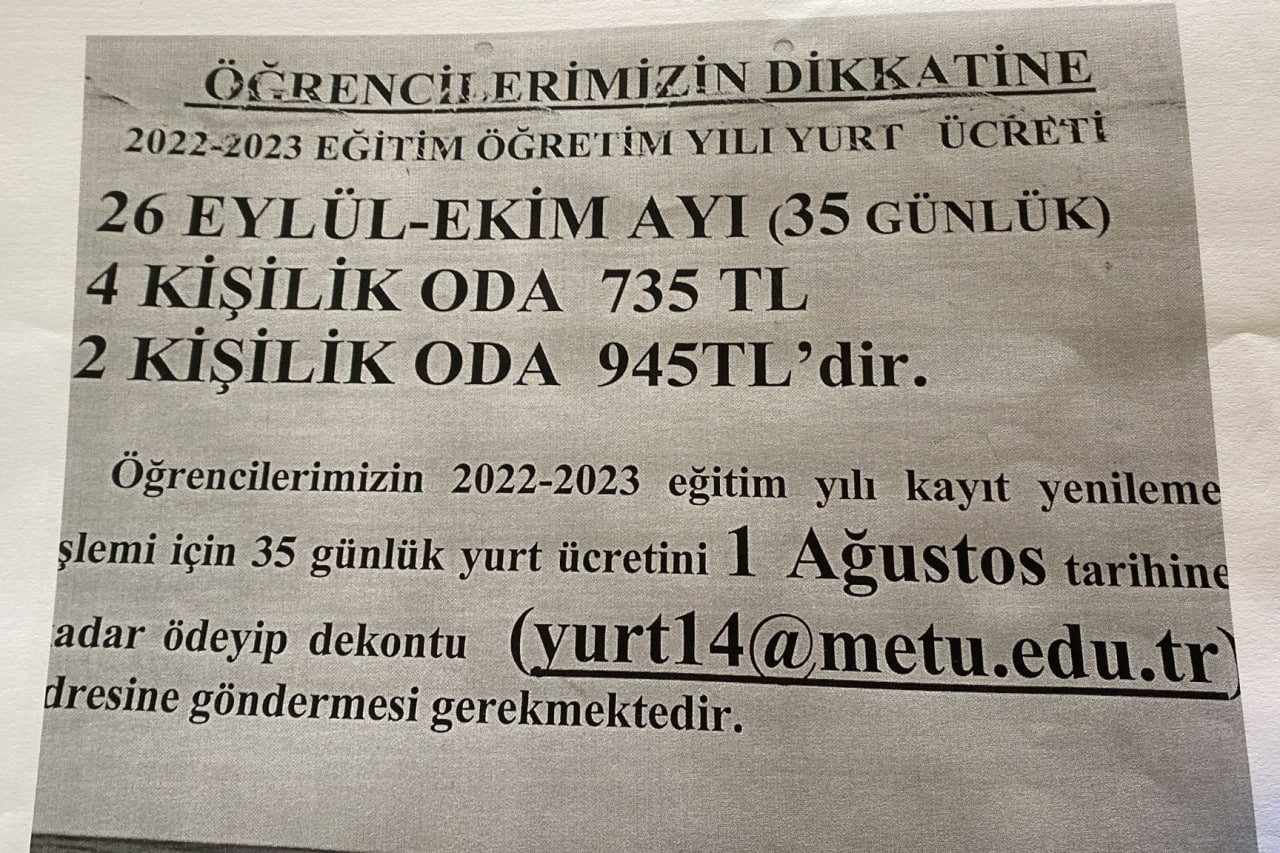 ÖĞRENCİLERİMİZİN DİKKATİNE
2022-2023 EĞİTİM ÖĞRETİM YILI YURT ÜCRETİ
26 EYLÜL-EKİM AYI (35 GÜNLÜK)
4 KİŞİLİK ODA 735 TL
2 KİŞİLİK ODA 945TL’dir.
Öğrencilerimizin 2022-2023 eğitim yılı kayıt yenileme
şlemi için 35 günlük yurt ücretini 1 Ağustos tarihine
adar ödeyip dekontu (yurt14@metu.edu.tr)
dresine göndermesi gerekmektedir.